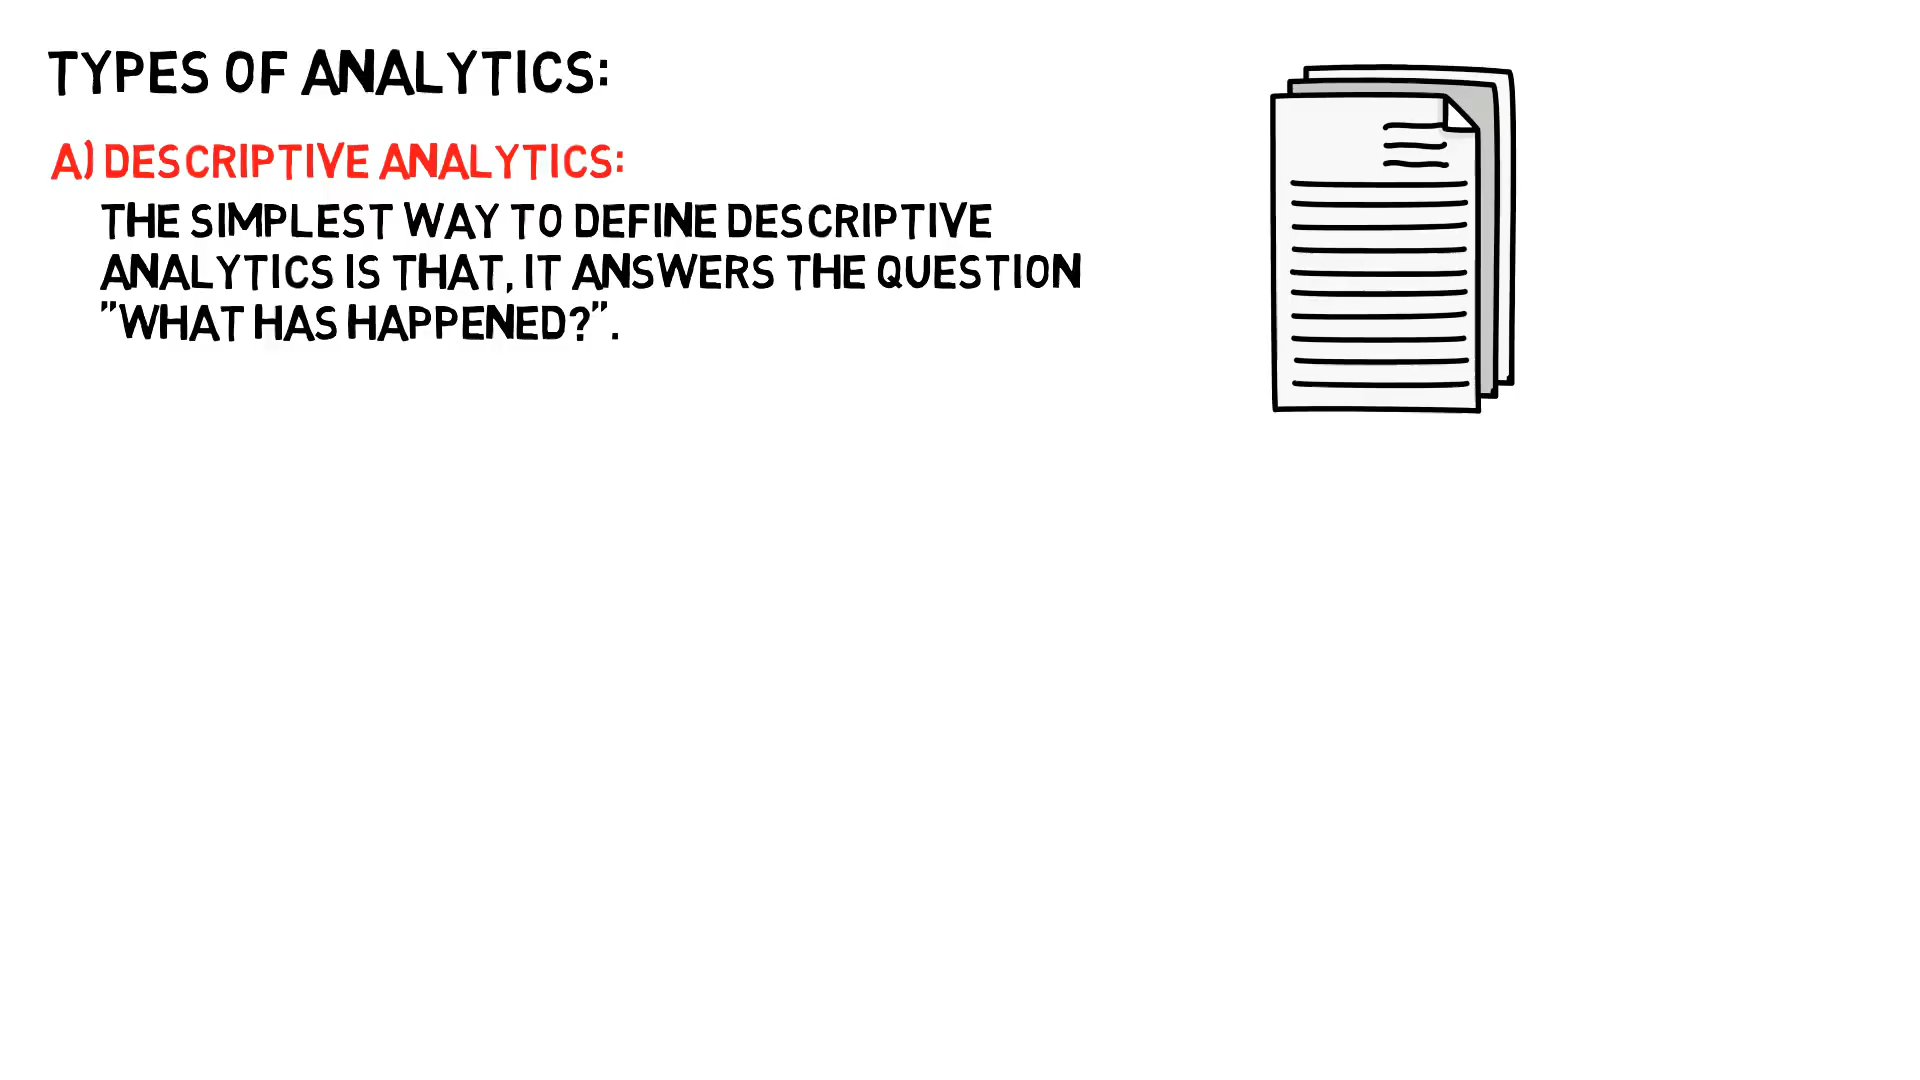 TYPES OF ANALYTICS:
A) DESCRIPTIVE ANALYTICS:
THE SIMPLEST WAY TO DEFINE DESCRIPTIVE
ANALYTICS IS THAT, IT ANSWERS THE QUESTION
"WHAT HAS HAPPENED?".